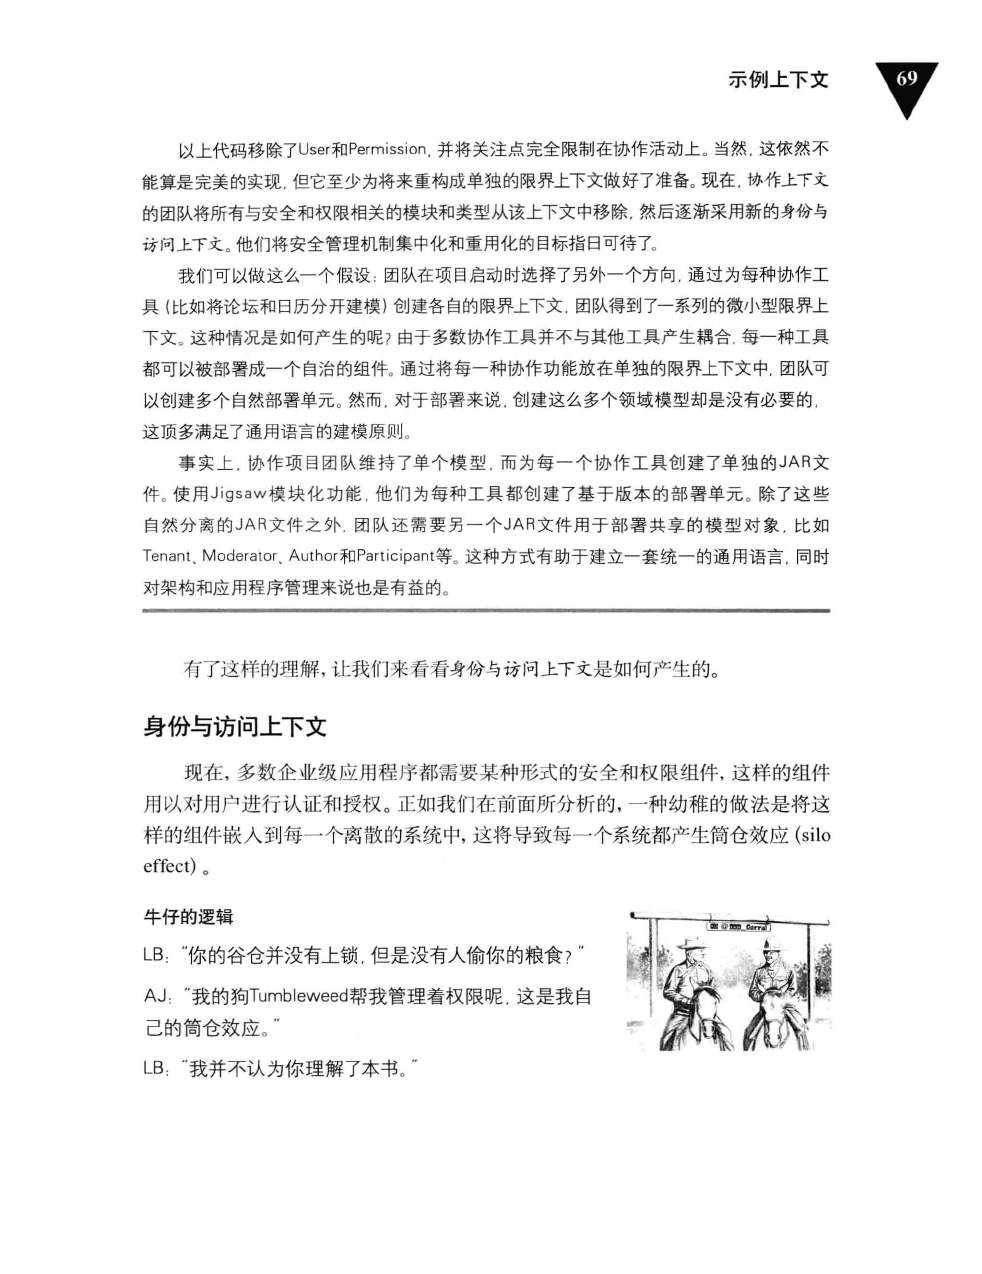 示例上下文
69
以上代码移除了User和Permission, 并将关注点完全限制在协作活动上。当然, 这依然不
能算是完美的实现, 但它至少为将来重构成单独的限界上下文做好了准备。现在, 协作上下文
的团队将所有与安全和权限相关的模块和类型从该上下文中移除, 然后逐渐采用新的身份与
访问上下文。他们将安全管理机制集中化和重用化的目标指日可待了。
我们可以做这么一个假设: 团队在项目启动时选择了另外一个方向, 通过为每种协作工
具 (比如将论坛和日历分开建模) 创建各自的限界上下文, 团队得到了一系列的微小型限界上
下文。这种情况是如何产生的呢? 由于多数协作工具并不与其他工具产生耦合, 每一种工具
都可以被部署成一个自治的组件。通过将每一种协作功能放在单独的限界上下文中, 团队可
以创建多个自然部署单元。然而, 对于部署来说, 创建这么多个领域模型却是没有必要的,
这顶多满足了通用语言的建模原则。
事实上, 协作项目团队维持了单个模型, 而为每一个协作工具创建了单独的JAR文
件。使用Jigsaw模块化功能, 他们为每种工具都创建了基于版本的部署单元。除了这些
自然分离的JAR文件之外, 团队还需要另一个JAR文件用于部署共享的模型对象, 比如
Tenant、Moderator、Author和Participant等。这种方式有助于建立一套统一的通用语言, 同时
对架构和应用程序管理来说也是有益的。
有了这样的理解, 让我们来看看身份与访问上下文是如何产生的。
身份与访问上下文
现在, 多数企业级应用程序都需要某种形式的安全和权限组件, 这样的组件
用以对用户进行认证和授权。正如我们在前面所分析的, 一种幼稚的做法是将这
样的组件嵌入到每一个离散的系统中, 这将导致每一个系统都产生筒仓效应 (silo
effect) 。
牛仔的逻辑
LB: “你的谷仓并没有上锁, 但是没有人偷你的粮食? ”
AJ: “我的狗Tumbleweed帮我管理着权限呢, 这是我自
己的筒仓效应。”
LB: “我并不认为你理解了本书。”
Corral